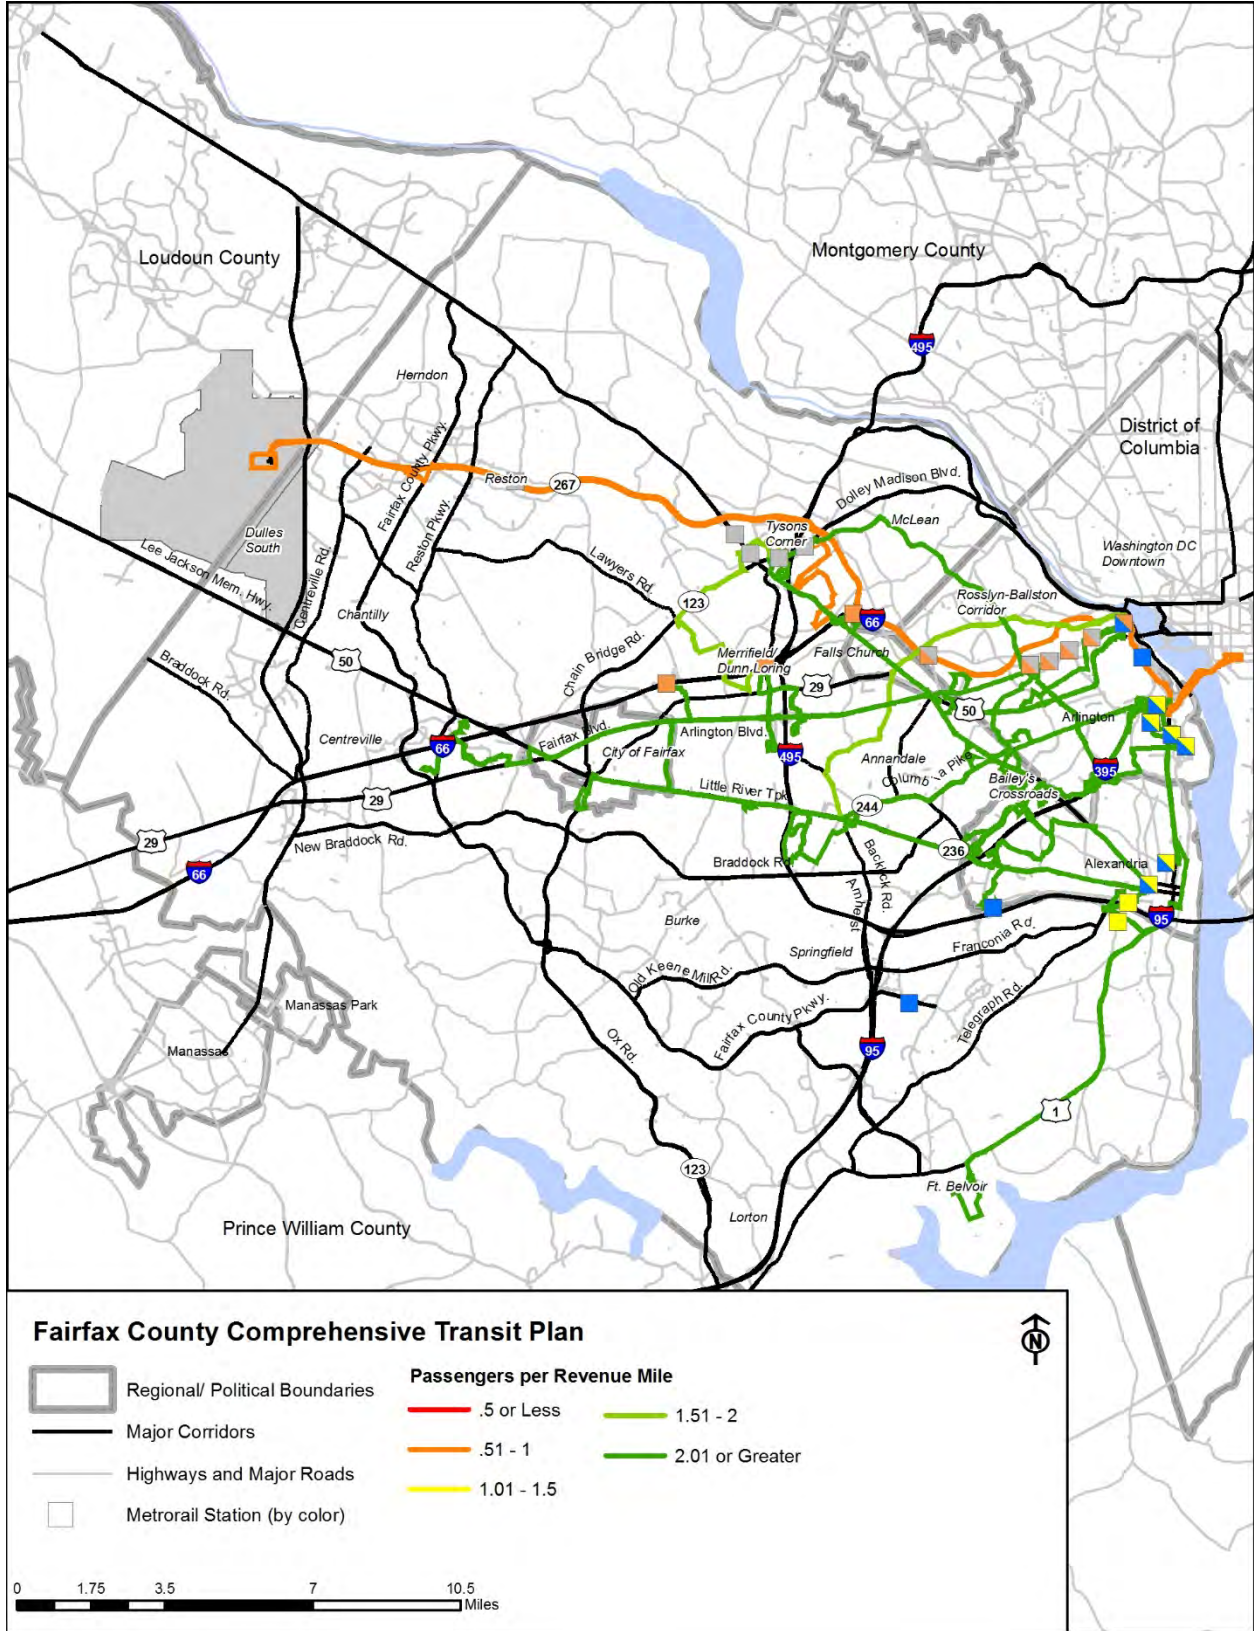 Loudoun County
Montgomery County
495
Herndon
District of
Columbia
Fairfax County Pkwy.
Reston
267
Dolley Madison Blvd.
Tysons
Corner
McLean
Dulles
South
Reston Pkwy.
Washington DC
Downtown
Lee Jackson Mem. Hwy.
Centreville Rd.
Lawyers Rd.
Rosslyn-Ballston
Corridor
123
Chantilly
66
Chain Bridge Rd.
Merrifield/
Dunn Loring
Falls Church
50
29
Braddock Rd.
50
Arlington
Centreville
66
Fairfax Blvd.
City of Fairfax
Arlington Blvd.
495
Annandale
Columbia Pike
395
Bailey's
Crossroads
29
Little River Tpk.
244
29
New Braddock Rd.
66
Braddock Rd.
236
Alexandria
Backlick Rd.
Amherst
95
Burke
Springfield
Franconia Rd.
Old Keene Mill Rd.
Telegraph Rd.
Manassas Park
Fairfax County Pkwy.
Manassas
Ox Rd.
95
1
123
Ft. Belvoir
Prince William County
Lorton
Fairfax County Comprehensive Transit Plan
N
Regional/ Political Boundaries
Major Corridors
Highways and Major Roads
Metrorail Station (by color)
Passengers per Revenue Mile
.5 or Less
.51 - 1
1.01 - 1.5
1.51 - 2
2.01 or Greater
0 1.75 3.5 7 10.5
Miles